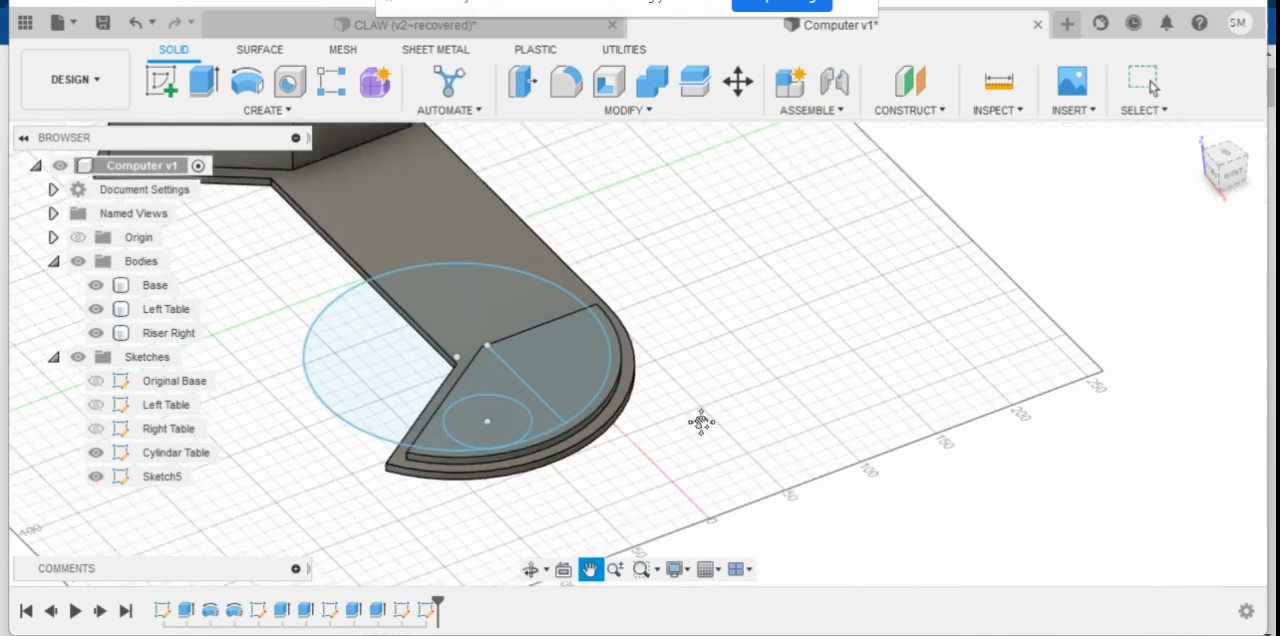 CLAW (v2~recovered)*
Computer v1*
SM
SOLID
SURFACE
MESH
SHEET METAL
PLASTIC
UTILITIES
DESIGN
CREATE
AUTOMATE
MODIFY
ASSEMBLE
CONSTRUCT
INSPECT
INSERT
SELECT
BROWSER
Computer v1
Document Settings
Named Views
Origin
Bodies
Base
Left Table
Riser Right
Sketches
Original Base
Left Table
Right Table
Cylindar Table
Sketch5
Z
RIGHT
250
200
150
100
50
50
400
COMMENTS